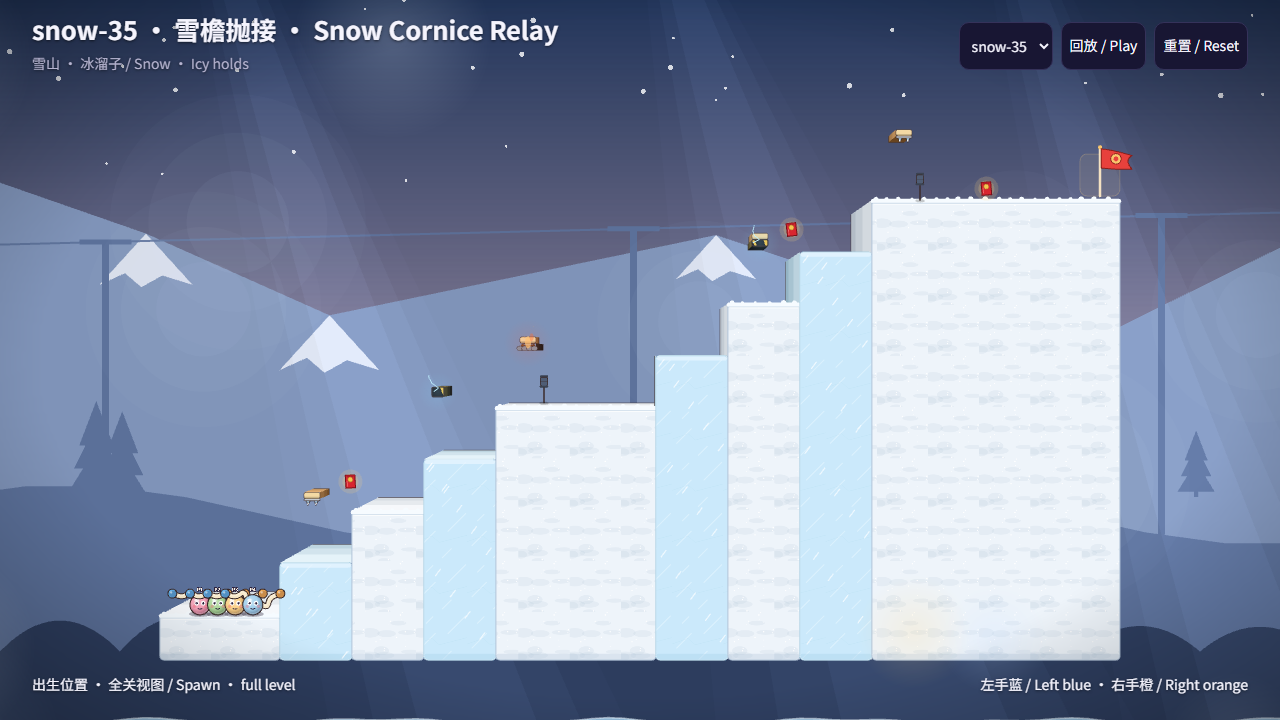 snow-35 • 雪檐抛接 • Snow Cornice Relay
雪山 • 冰溜子 / Snow • Icy holds
snow-35
回放 / Play
重置 / Reset
出生位置 • 全关视图 / Spawn • full level
左手蓝 / Left blue • 右手橙 / Right orange